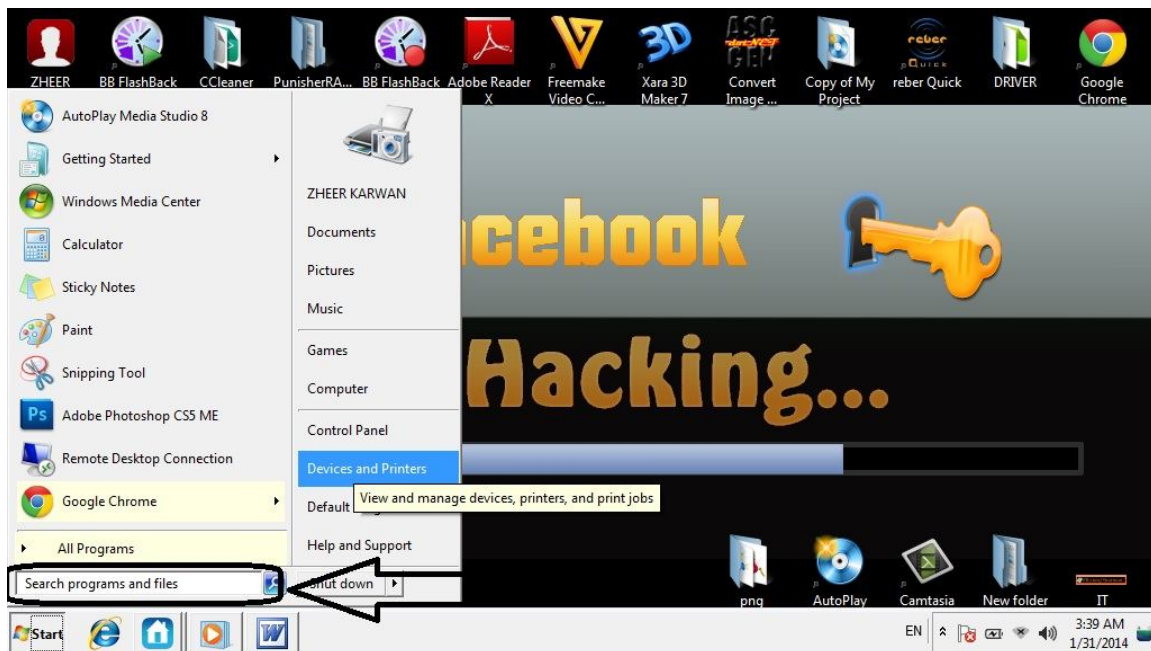 ZHEER
BB FlashBack
CCleaner
PunisherRA...
BB FlashBack
Adobe Reader
X
Freemake
Video C...
3D
Xara 3D
Maker 7
Convert
Image ...
Copy of My
Project
reber
Quick
reber Quick
DRIVER
Google
Chrome
AutoPlay Media Studio 8
Getting Started
Windows Media Center
Calculator
Sticky Notes
Paint
Snipping Tool
Ps Adobe Photoshop CS5 ME
Remote Desktop Connection
Google Chrome
All Programs
Search programs and files
ZHEER KARWAN
Documents
Pictures
Music
Games
Computer
Control Panel
Devices and Printers
View and manage devices, printers, and print jobs
Default
Help and Support
Shut down
cebook
Hacking...
png
AutoPlay
Camtasia
New folder
IT
Start
W
EN
3:39 AM
1/31/2014